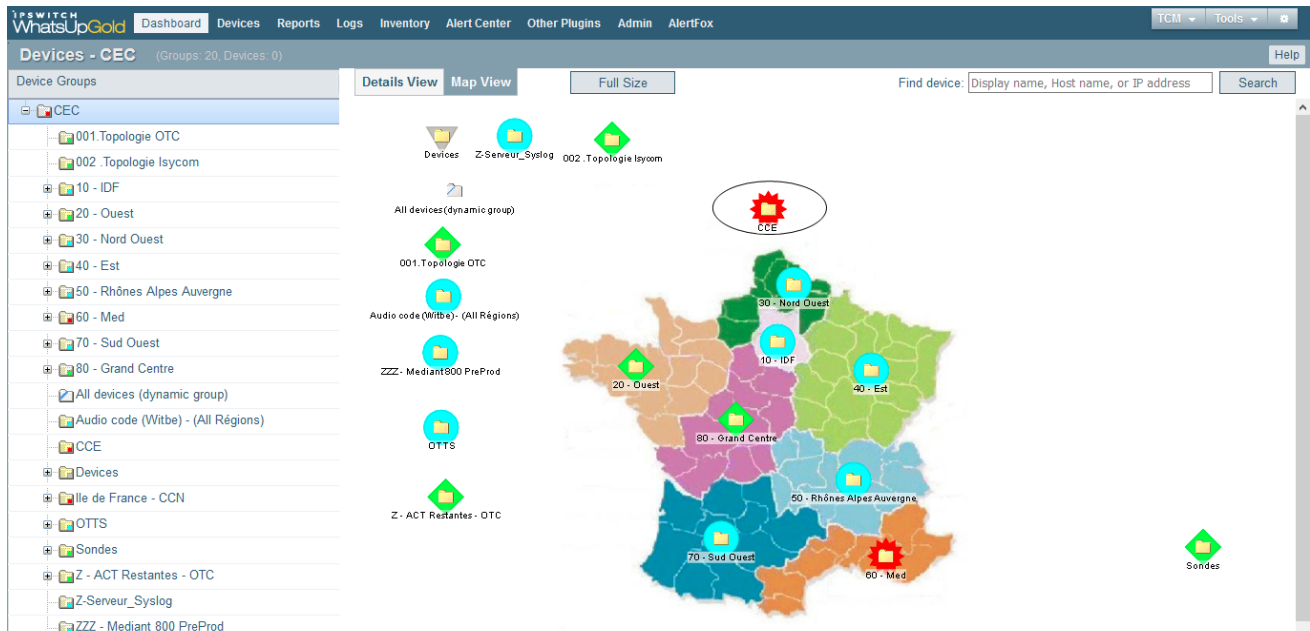 IPSWITCH
WhatsUpGold Dashboard Devices Reports Logs Inventory Alert Center Other Plugins Admin AlertFox TCM Tools
Devices - CEC (Groups: 20, Devices: 0) Help
Device Groups
CEC
001.Topologie OTC
002 .Topologie Isycom
10 - IDF
20 - Ouest
30 - Nord Ouest
40 - Est
50 - Rhônes Alpes Auvergne
60 - Med
70 - Sud Ouest
80 - Grand Centre
All devices (dynamic group)
Audio code (Witbe) - (All Régions)
CCE
Devices
Ile de France - CCN
OTTS
Sondes
Z - ACT Restantes - OTC
Z-Serveur_Syslog
ZZZ - Mediant 800 PreProd
Details View Map View Full Size Find device: Display name, Host name, or IP address Search
Devices Z-Serveur_Syslog 002 .Topologie Isycom
All devices(dynamic group)
CCE
001.Topologie OTC
30 - Nord Ouest
Audio code (Witbe) - (All Régions)
10 - IDF
ZZZ - Mediant 800 PreProd
20 - Ouest
40 - Est
80 - Grand Centre
OTTS
50 - Rhônes Alpes Auvergne
Z - ACT Restantes - OTC
70 - Sud Ouest
Sondes
60 - Med